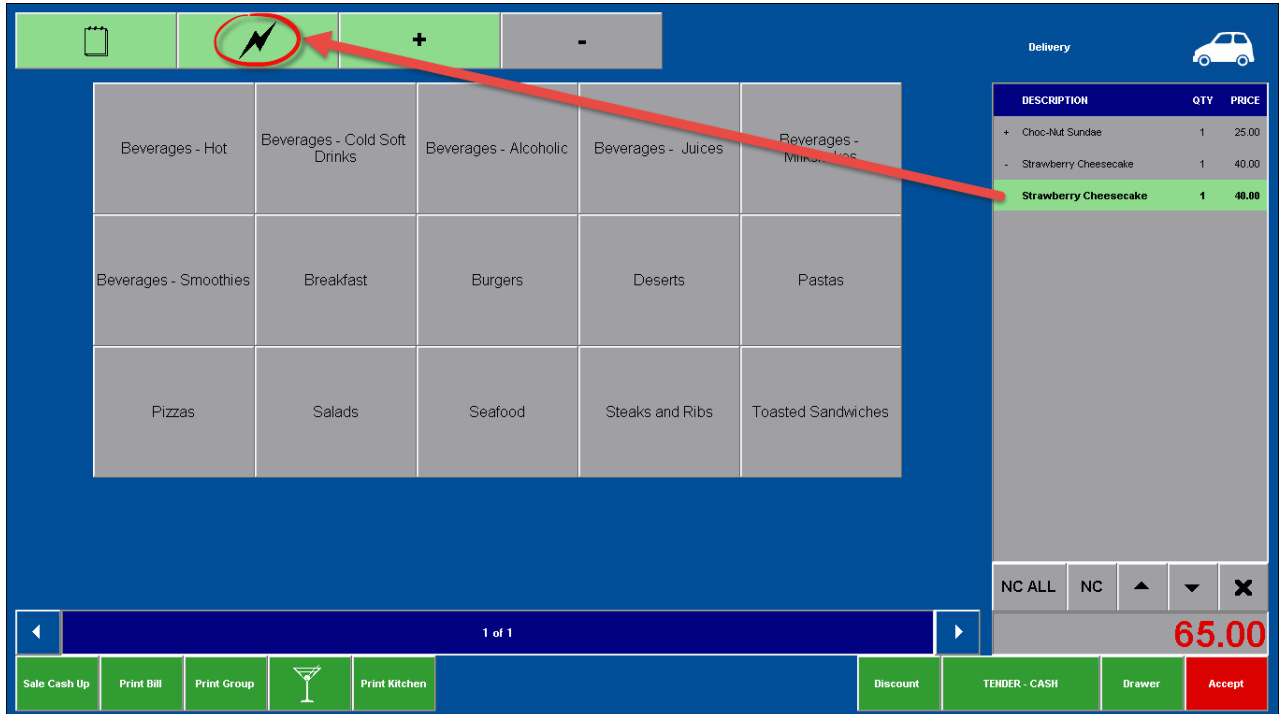 + -
Delivery
DESCRIPTION QTY PRICE
+ Choc-Nut Sundae 1 25.00
- Strawberry Cheesecake 1 40.00
Strawberry Cheesecake 1 40.00
Beverages - Hot
Beverages - Cold Soft
Drinks
Beverages - Alcoholic
Beverages - Juices
Beverages -
Milkshakes
Beverages - Smoothies
Breakfast
Burgers
Deserts
Pastas
Pizzas
Salads
Seafood
Steaks and Ribs
Toasted Sandwiches
NC ALL NC
1 of 1
65.00
Sale Cash Up
Print Bill
Print Group
Print Kitchen
Discount
TENDER - CASH
Drawer
Accept